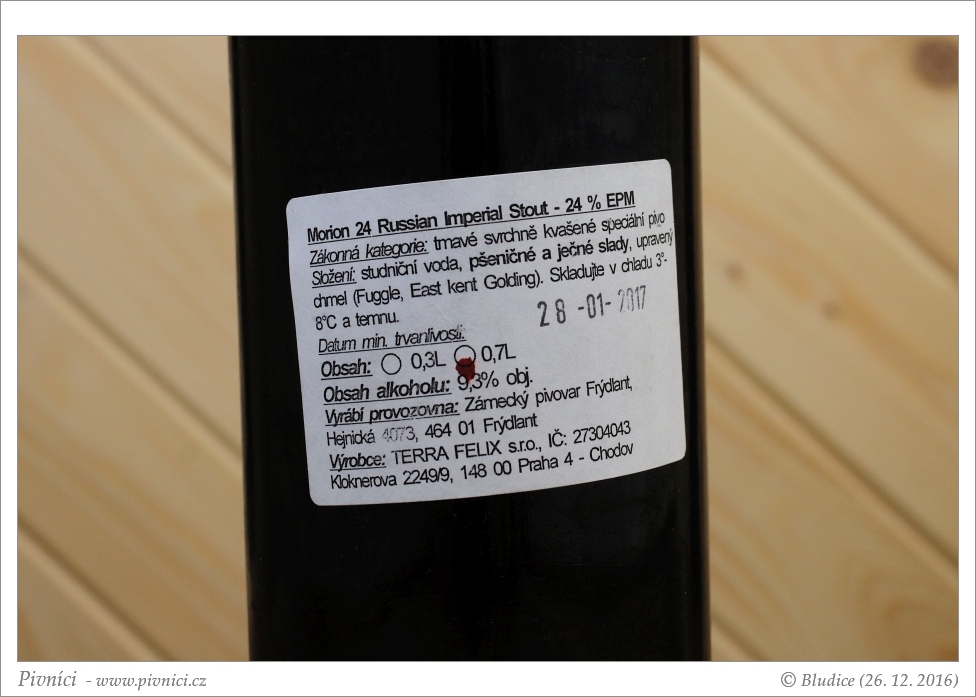 Morion 24 Russian Imperial Stout - 24 % EPM
Zákonná kategorie: tmavé svrchně kvašené speciální pivo
Složení: studniční voda, pšeničné a ječné slady, upravený
chmel (Fuggle, East kent Golding). Skladujte v chladu 3°-
8°C a temnu.
28 -01- 2017
Datum min. trvanlivosti:
Obsah: 0,3L 0,7L
Obsah alkoholu: 9,3% obj.
Vyrábí provozovna: Zámecký pivovar Frýdlant,
Hejnická 4073, 464 01 Frýdlant
Výrobce: TERRA FELIX s.r.o., IČ: 27304043
Kloknerova 2249/9, 148 00 Praha 4 - Chodov
Pivníci - www.pivnici.cz
© Bludice (26. 12. 2016)